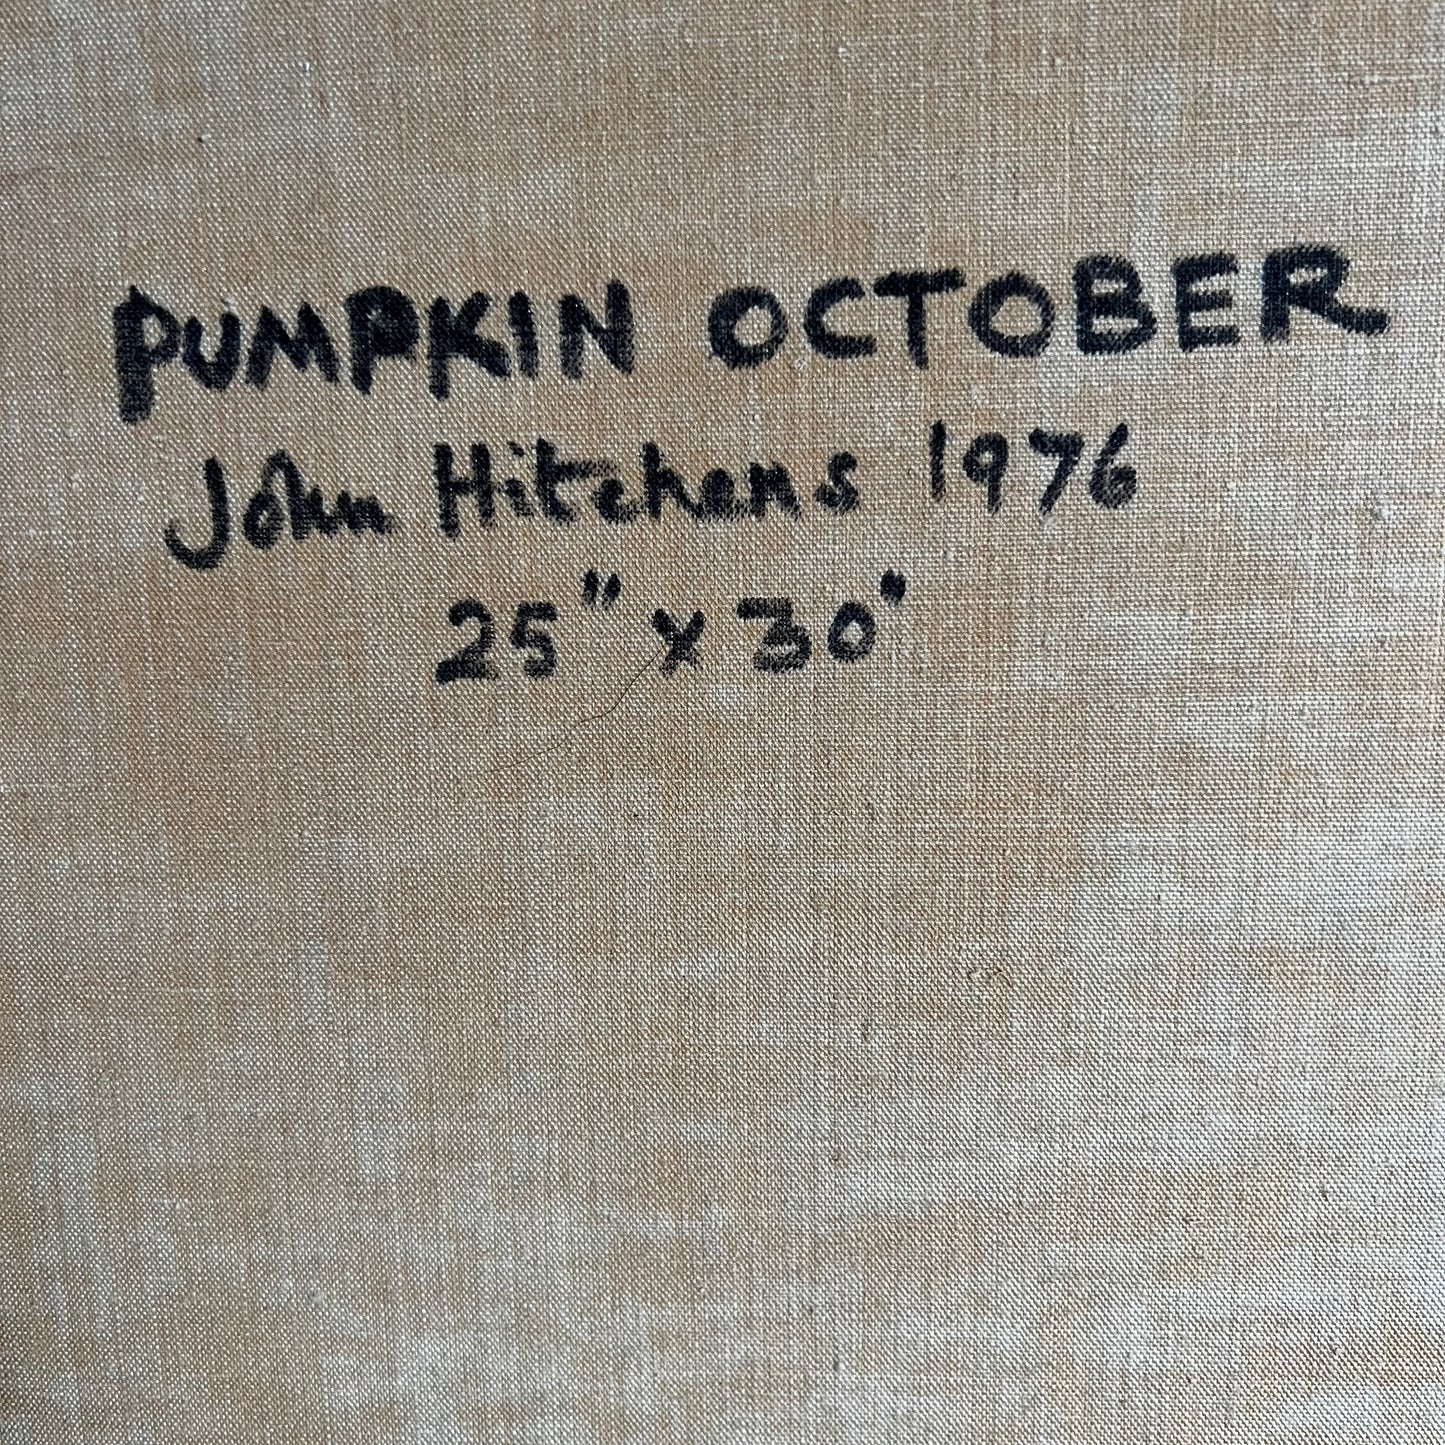 PUMPKIN OCTOBER
John Hitchens 1976
25" x 30"